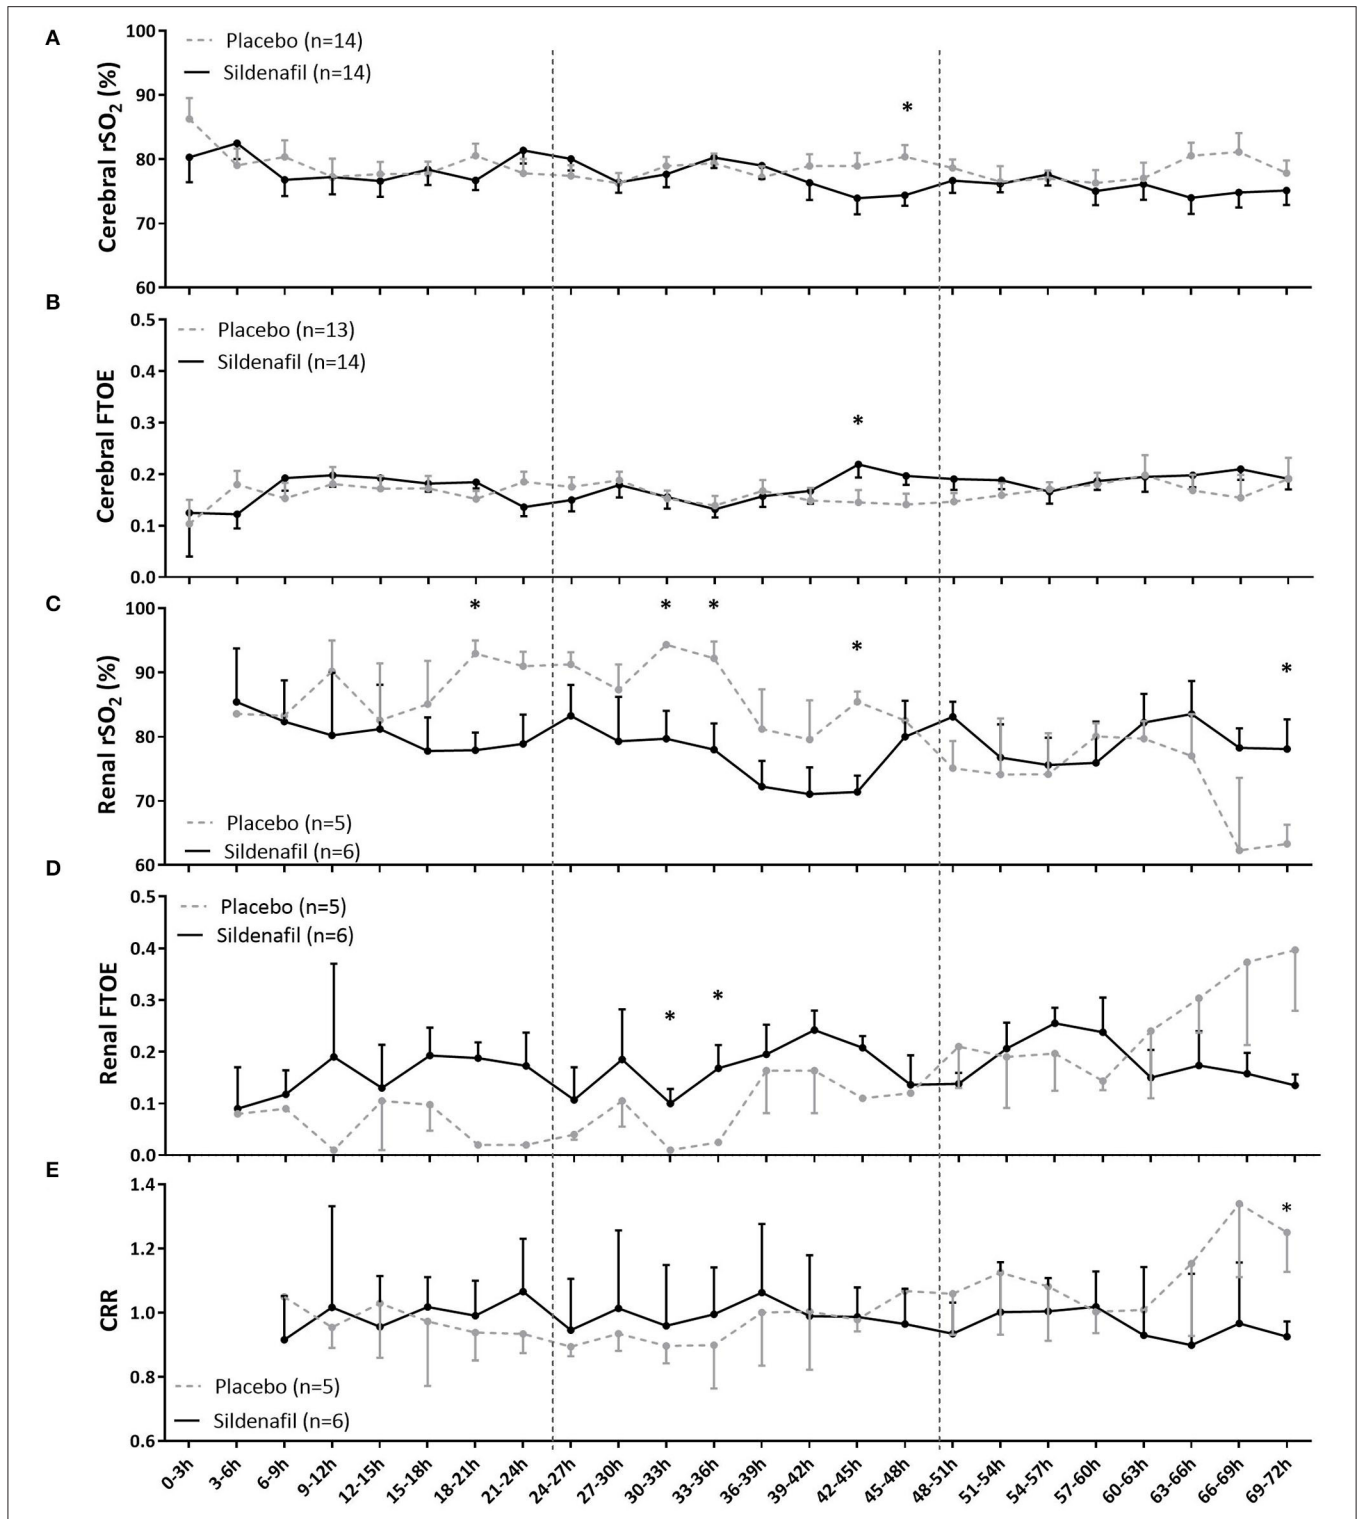 A
Cerebral rSO2 (%)
100
90
80
70
60
Placebo (n=14)
Sildenafil (n=14)
*
B
Cerebral FTOE
0.5
0.4
0.3
0.2
0.1
0.0
Placebo (n=13)
Sildenafil (n=14)
*
C
Renal rSO2 (%)
100
90
80
70
60
* * * * *
Placebo (n=5)
Sildenafil (n=6)
D
Renal FTOE
0.5
0.4
0.3
0.2
0.1
0.0
Placebo (n=5)
Sildenafil (n=6)
* *
E
CRR
1.4
1.2
1.0
0.8
0.6
*
Placebo (n=5)
Sildenafil (n=6)
0-3h
3-6h
6-9h
9-12h
12-15h
15-18h
18-21h
21-24h
24-27h
27-30h
30-33h
33-36h
36-39h
39-42h
42-45h
45-48h
48-51h
51-54h
54-57h
57-60h
60-63h
63-66h
66-69h
69-72h